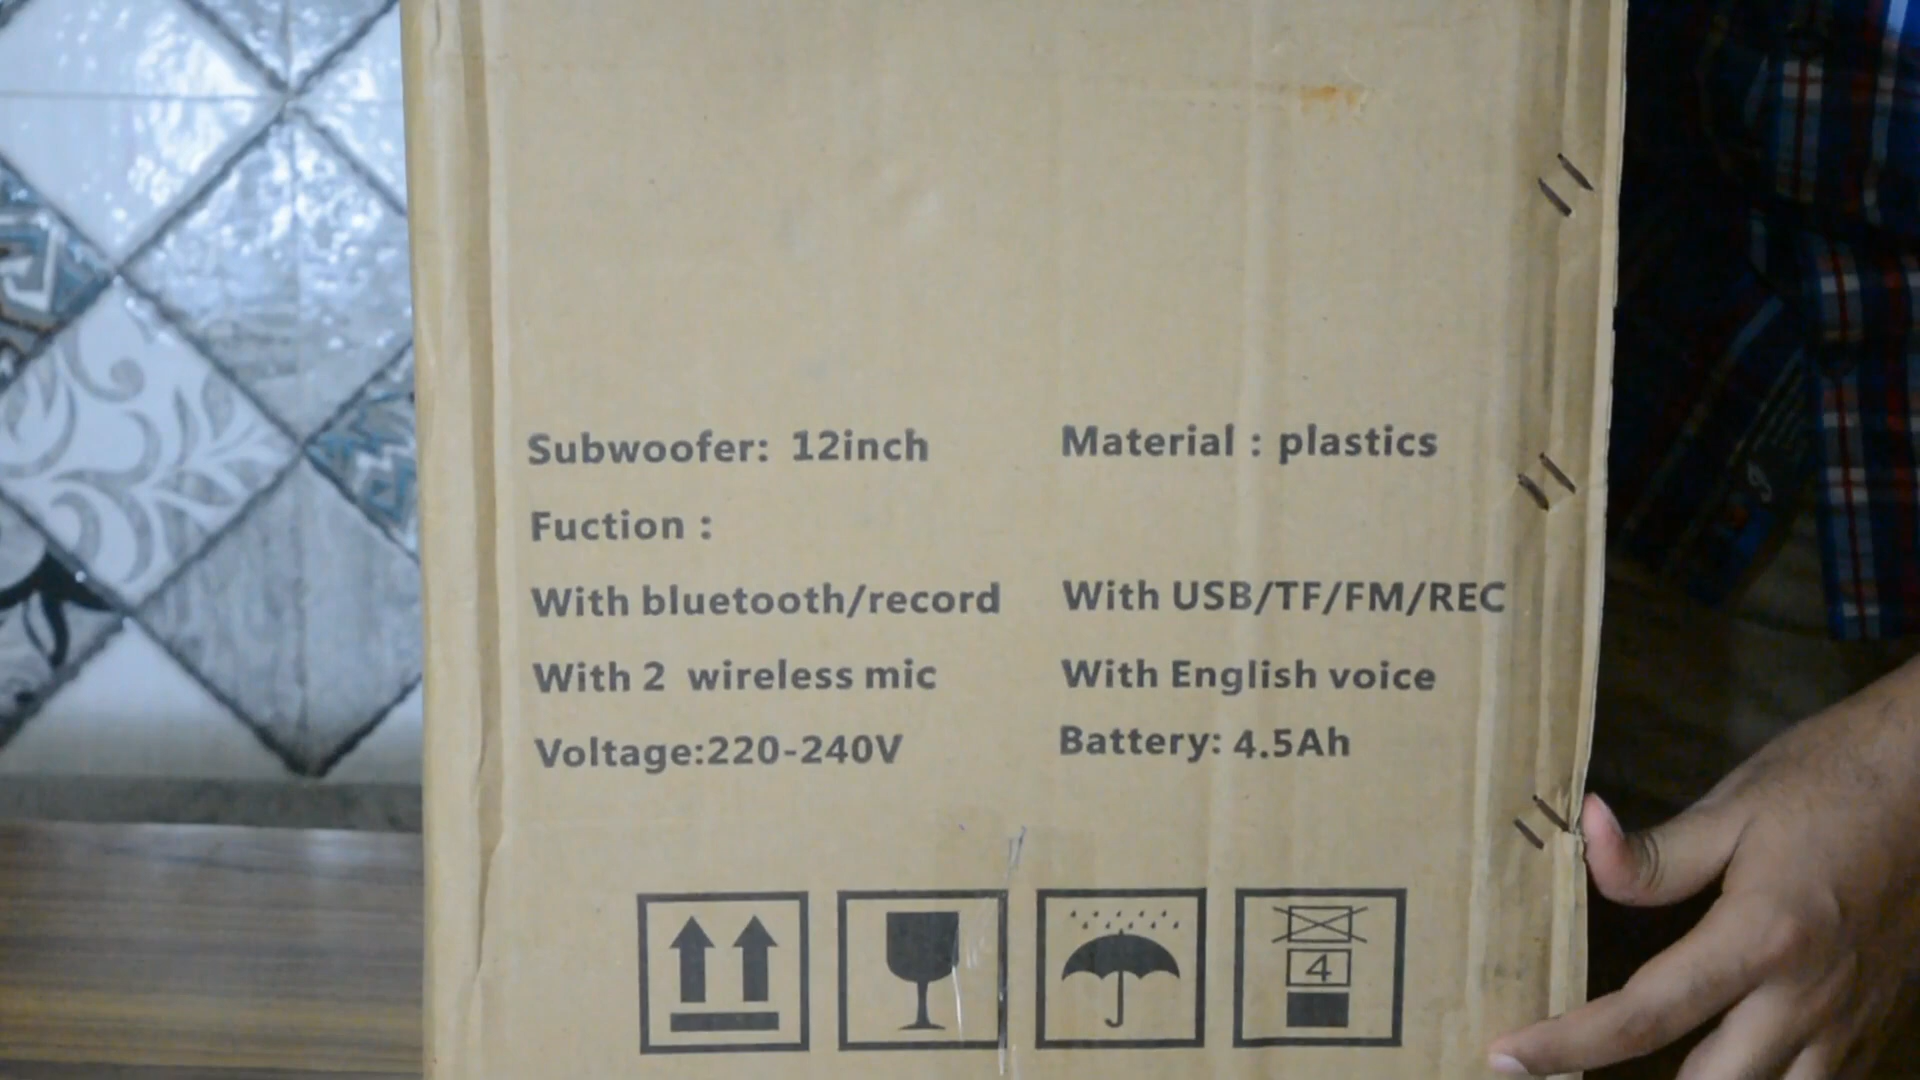 Subwoofer: 12inch Material : plastics
Fuction :
With bluetooth/record With USB/TF/FM/REC
With 2 wireless mic With English voice
Voltage:220-240V Battery: 4.5Ah
4